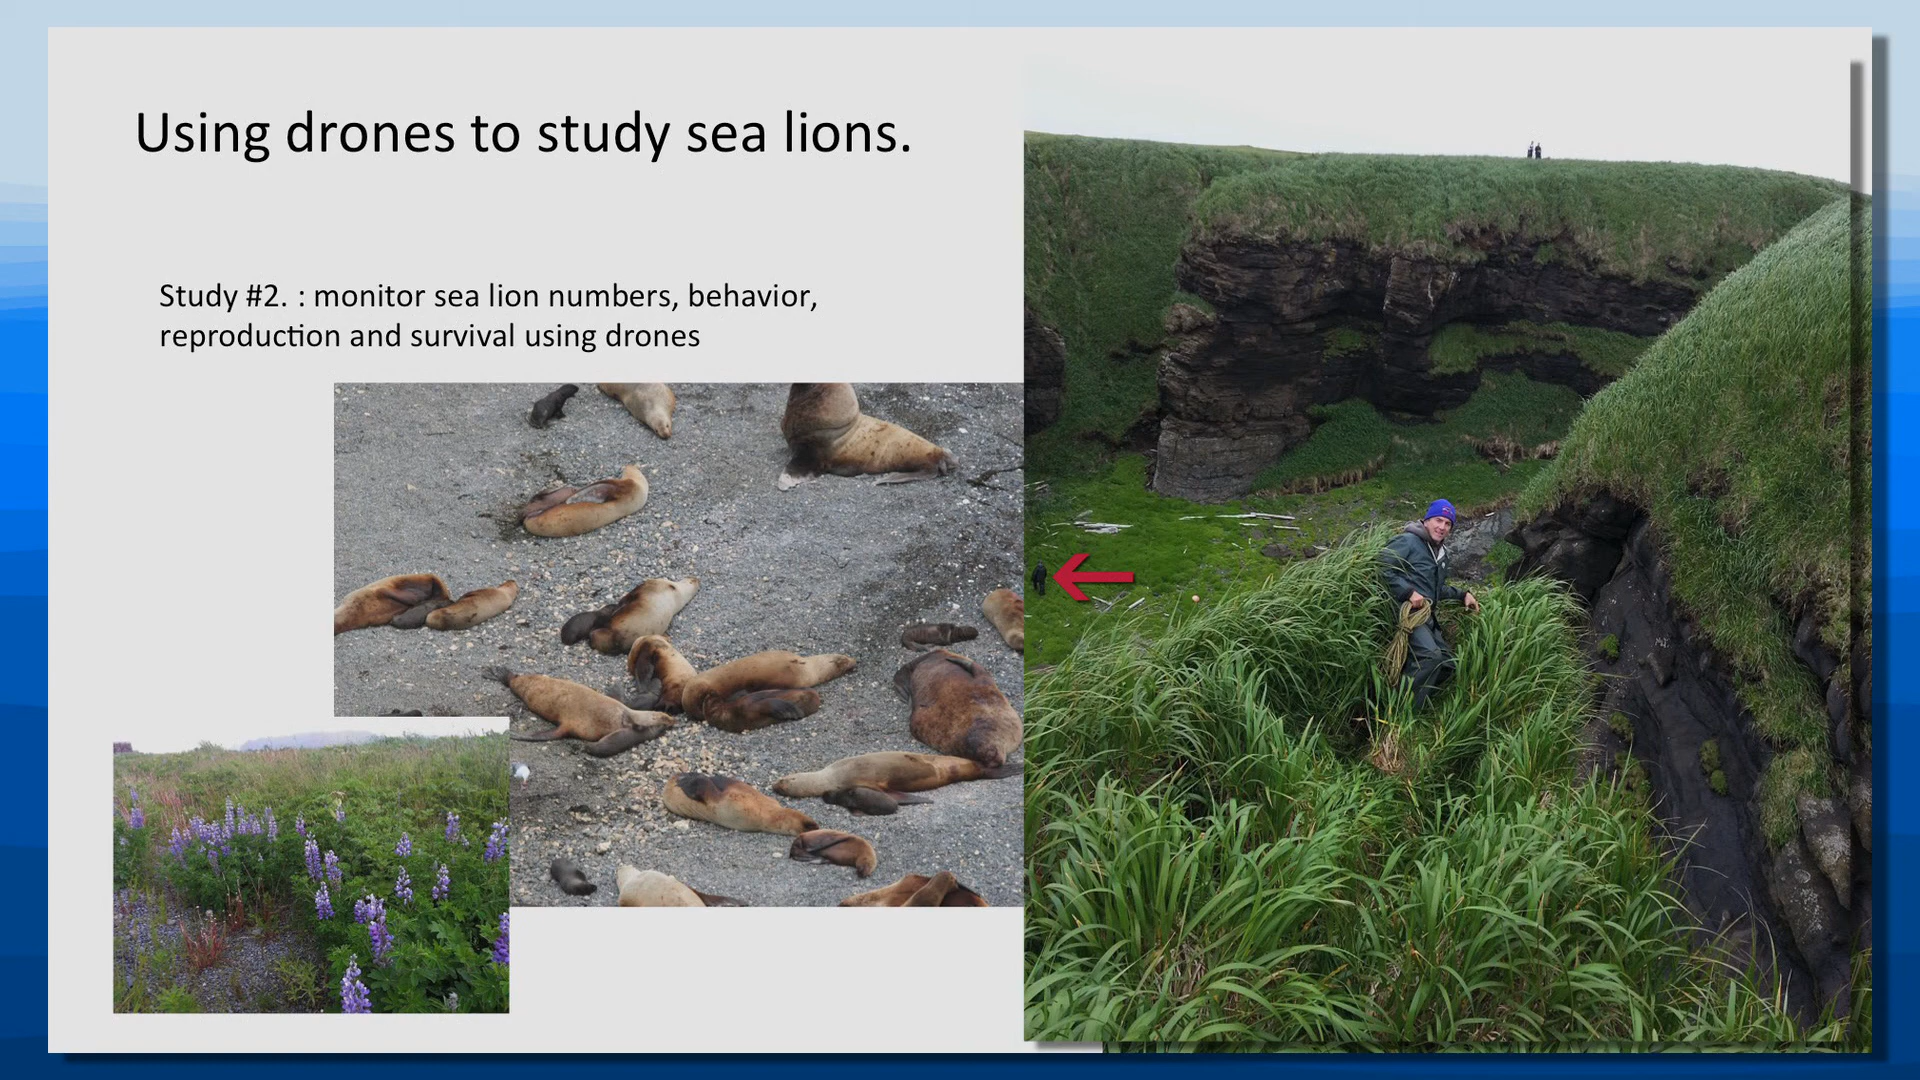 Using drones to study sea lions.
Study #2. : monitor sea lion numbers, behavior,
reproduction and survival using drones